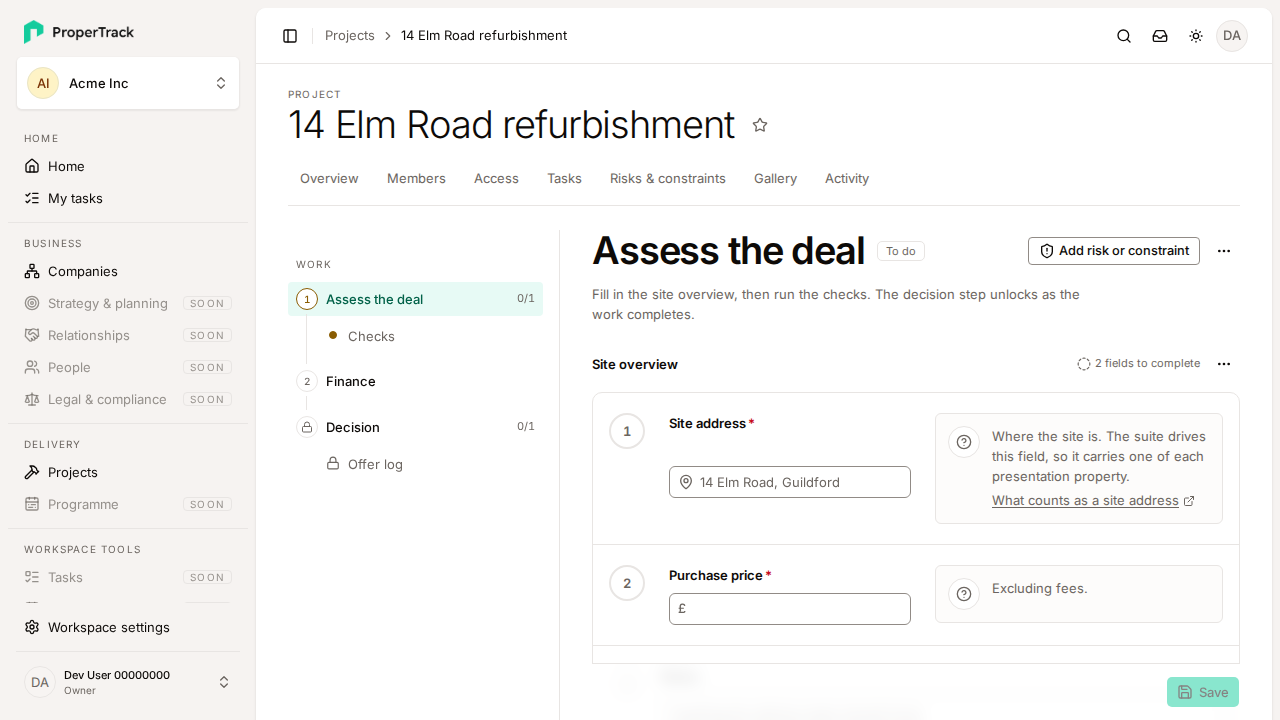 ProperTrack
AI
Acme Inc
HOME
Home
My tasks
BUSINESS
Companies
Strategy & planning SOON
Relationships SOON
People SOON
Legal & compliance SOON
DELIVERY
Projects
Programme SOON
WORKSPACE TOOLS
Tasks SOON
Workspace settings
DA
Dev User 00000000
Owner
Projects > 14 Elm Road refurbishment
DA
PROJECT
14 Elm Road refurbishment
Overview Members Access Tasks Risks & constraints Gallery Activity
WORK
1 Assess the deal 0/1
Checks
2 Finance
Decision 0/1
Offer log
Assess the deal To do
Add risk or constraint
Fill in the site overview, then run the checks. The decision step unlocks as the
work completes.
Site overview
2 fields to complete
1
Site address *
14 Elm Road, Guildford
Where the site is. The suite drives
this field, so it carries one of each
presentation property.
What counts as a site address
2
Purchase price *
£
Excluding fees.
Save